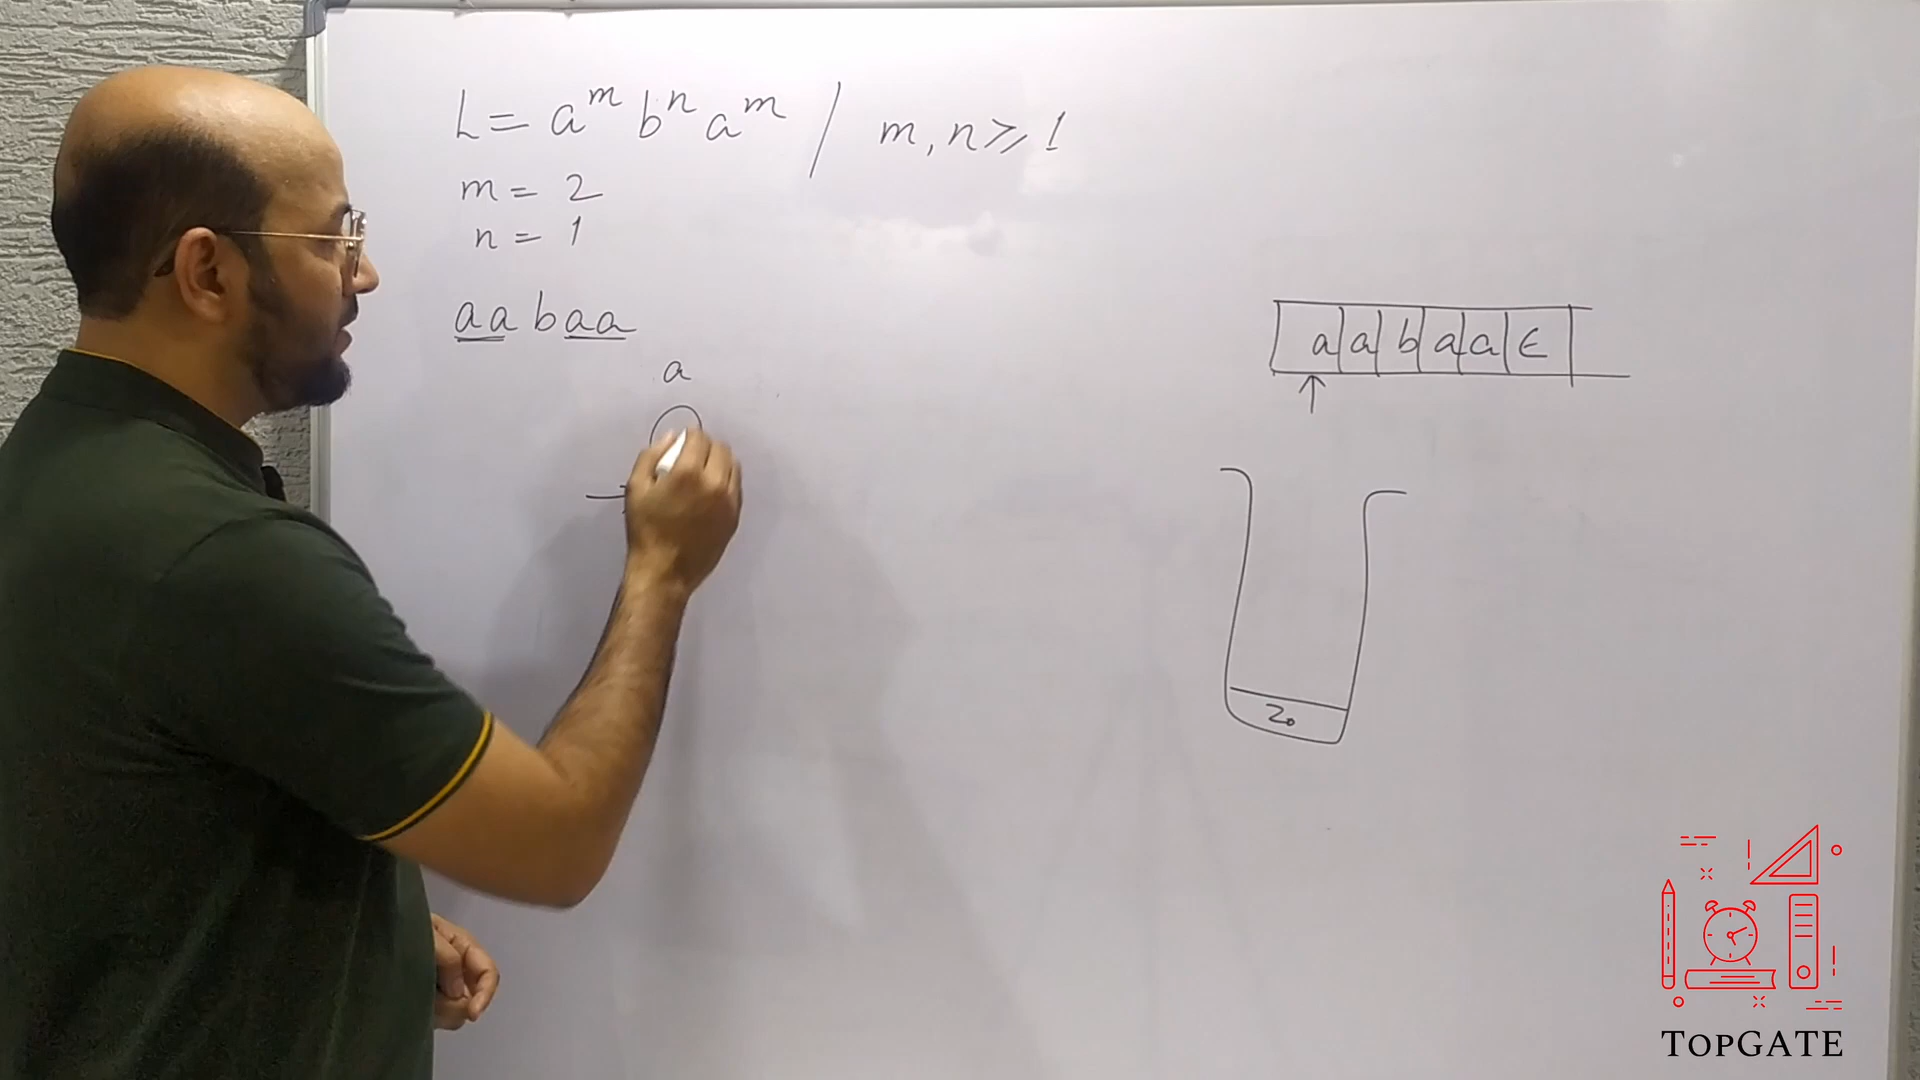 L = a^m b^n a^m / m, n ≥ 1
m = 2
n = 1
aabaa
a
a a b a a ε
Z₀
TOPGATE